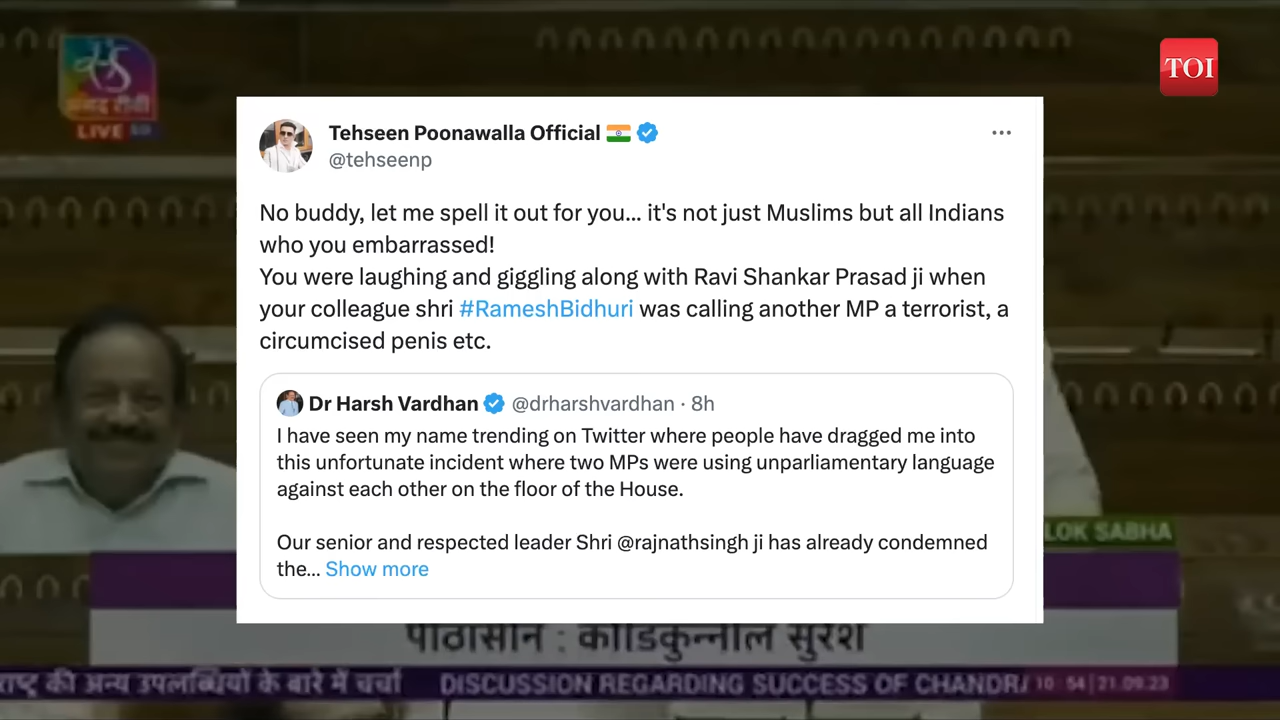 संसद टीवी
LIVE
TOI
Tehseen Poonawalla Official
@tehseenp
No buddy, let me spell it out for you... it's not just Muslims but all Indians
who you embarrassed!
You were laughing and giggling along with Ravi Shankar Prasad ji when
your colleague shri #RameshBidhuri was calling another MP a terrorist, a
circumcised penis etc.
Dr Harsh Vardhan @drharshvardhan · 8h
I have seen my name trending on Twitter where people have dragged me into
this unfortunate incident where two MPs were using unparliamentary language
against each other on the floor of the House.
Our senior and respected leader Shri @rajnathsingh ji has already condemned
the... Show more
LOK SABHA
पीठासीन : कोडिकुन्नील सुरेश
राष्ट्र की अन्य उपलब्धियों के बारे में चर्चा DISCUSSION REGARDING SUCCESS OF CHANDR 10:54 | 21.09.23